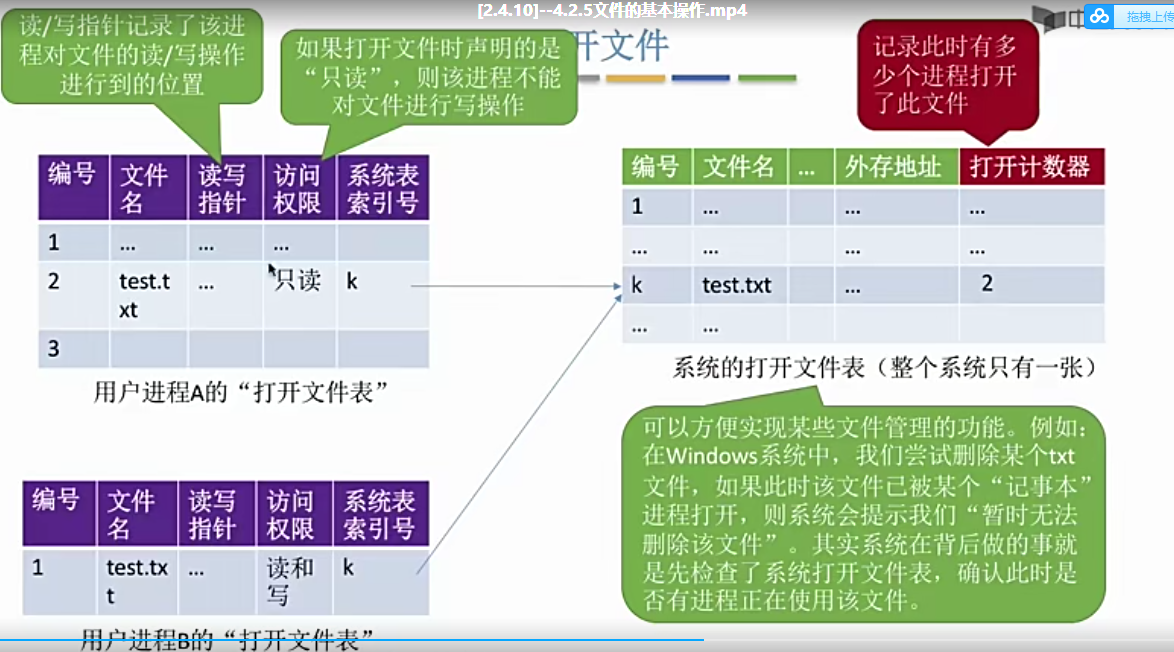 [2.4.10]--4.2.5文件的基本操作.mp4
拖拽上传
开文件
读/写指针记录了该进
程对文件的读/写操作
进行到的位置
如果打开文件时声明的是
“只读”，则该进程不能
对文件进行写操作
记录此时有多
少个进程打开
了此文件
编号 文件名 读写指针 访问权限 系统表索引号
1 … … …
2 test.txt … 只读 k
3
用户进程A的“打开文件表”
编号 文件名 … 外存地址 打开计数器
1 … … …
… … … …
k test.txt … 2
… …
系统的打开文件表（整个系统只有一张）
可以方便实现某些文件管理的功能。例如：
在Windows系统中，我们尝试删除某个txt
文件，如果此时该文件已被某个“记事本”
进程打开，则系统会提示我们“暂时无法
删除该文件”。其实系统在背后做的事就
是先检查了系统打开文件表，确认此时是
否有进程正在使用该文件。
编号 文件名 读写指针 访问权限 系统表索引号
1 test.txt … 读和写 k
用户进程B的“打开文件表”